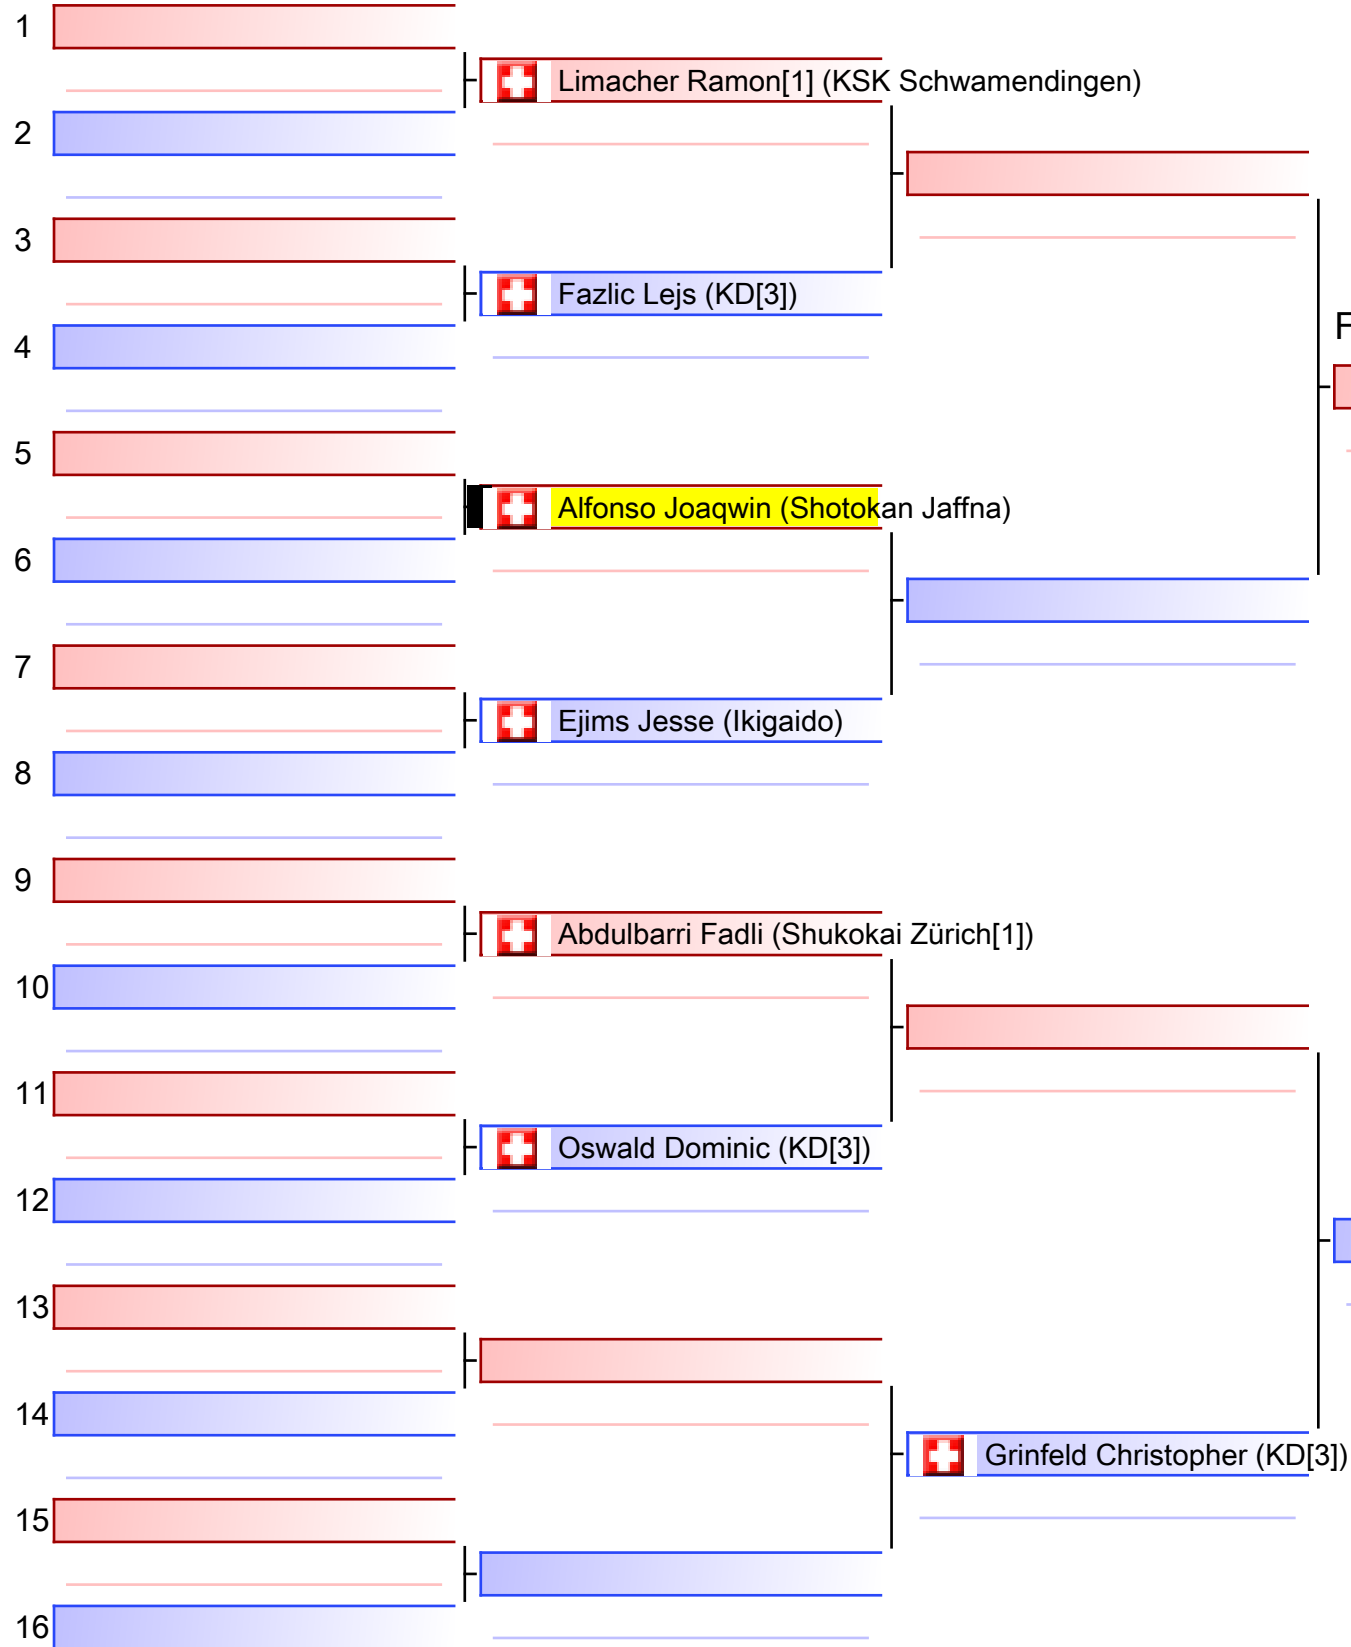 1
Limacher Ramon[1] (KSK Schwamendingen)
2
3
Fazlic Lejs (KD[3])
4
F
5
Alfonso Joaqwin (Shotokan Jaffna)
6
7
Ejims Jesse (Ikigaido)
8
9
Abdulbarri Fadli (Shukokai Zürich[1])
10
11
Oswald Dominic (KD[3])
12
13
14
Grinfeld Christopher (KD[3])
15
16